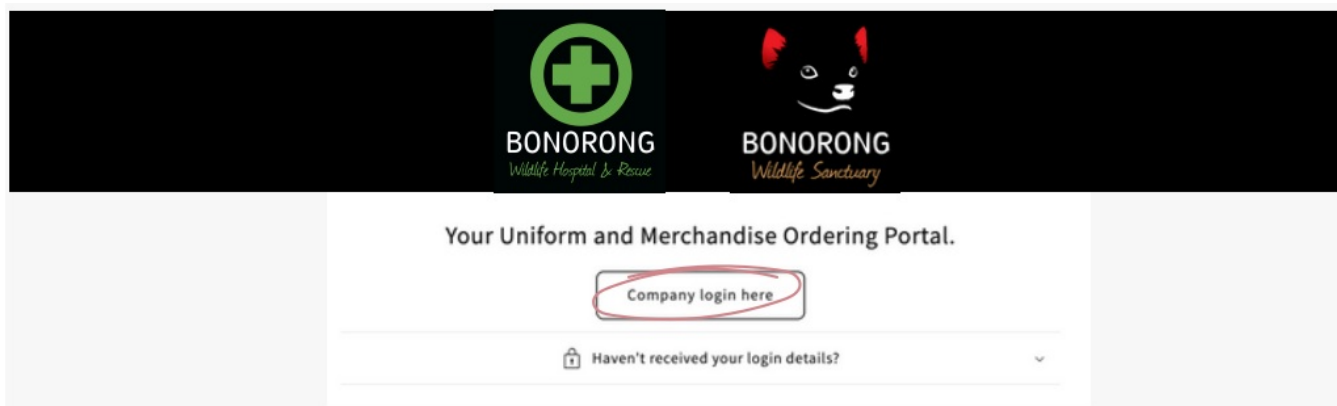 BONORONG
Wildlife Hospital & Rescue
BONORONG
Wildlife Sanctuary
Your Uniform and Merchandise Ordering Portal.
Company login here
Haven't received your login details?